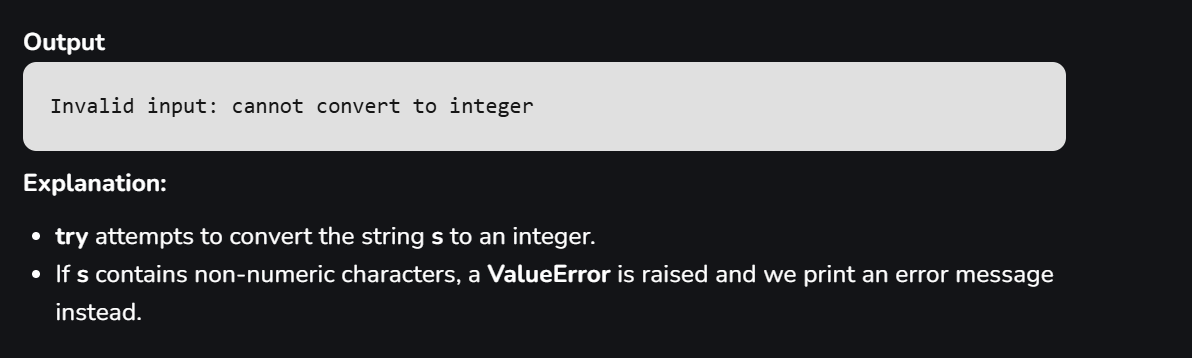 Output
Invalid input: cannot convert to integer
Explanation:
• try attempts to convert the string s to an integer.
• If s contains non-numeric characters, a ValueError is raised and we print an error message
instead.